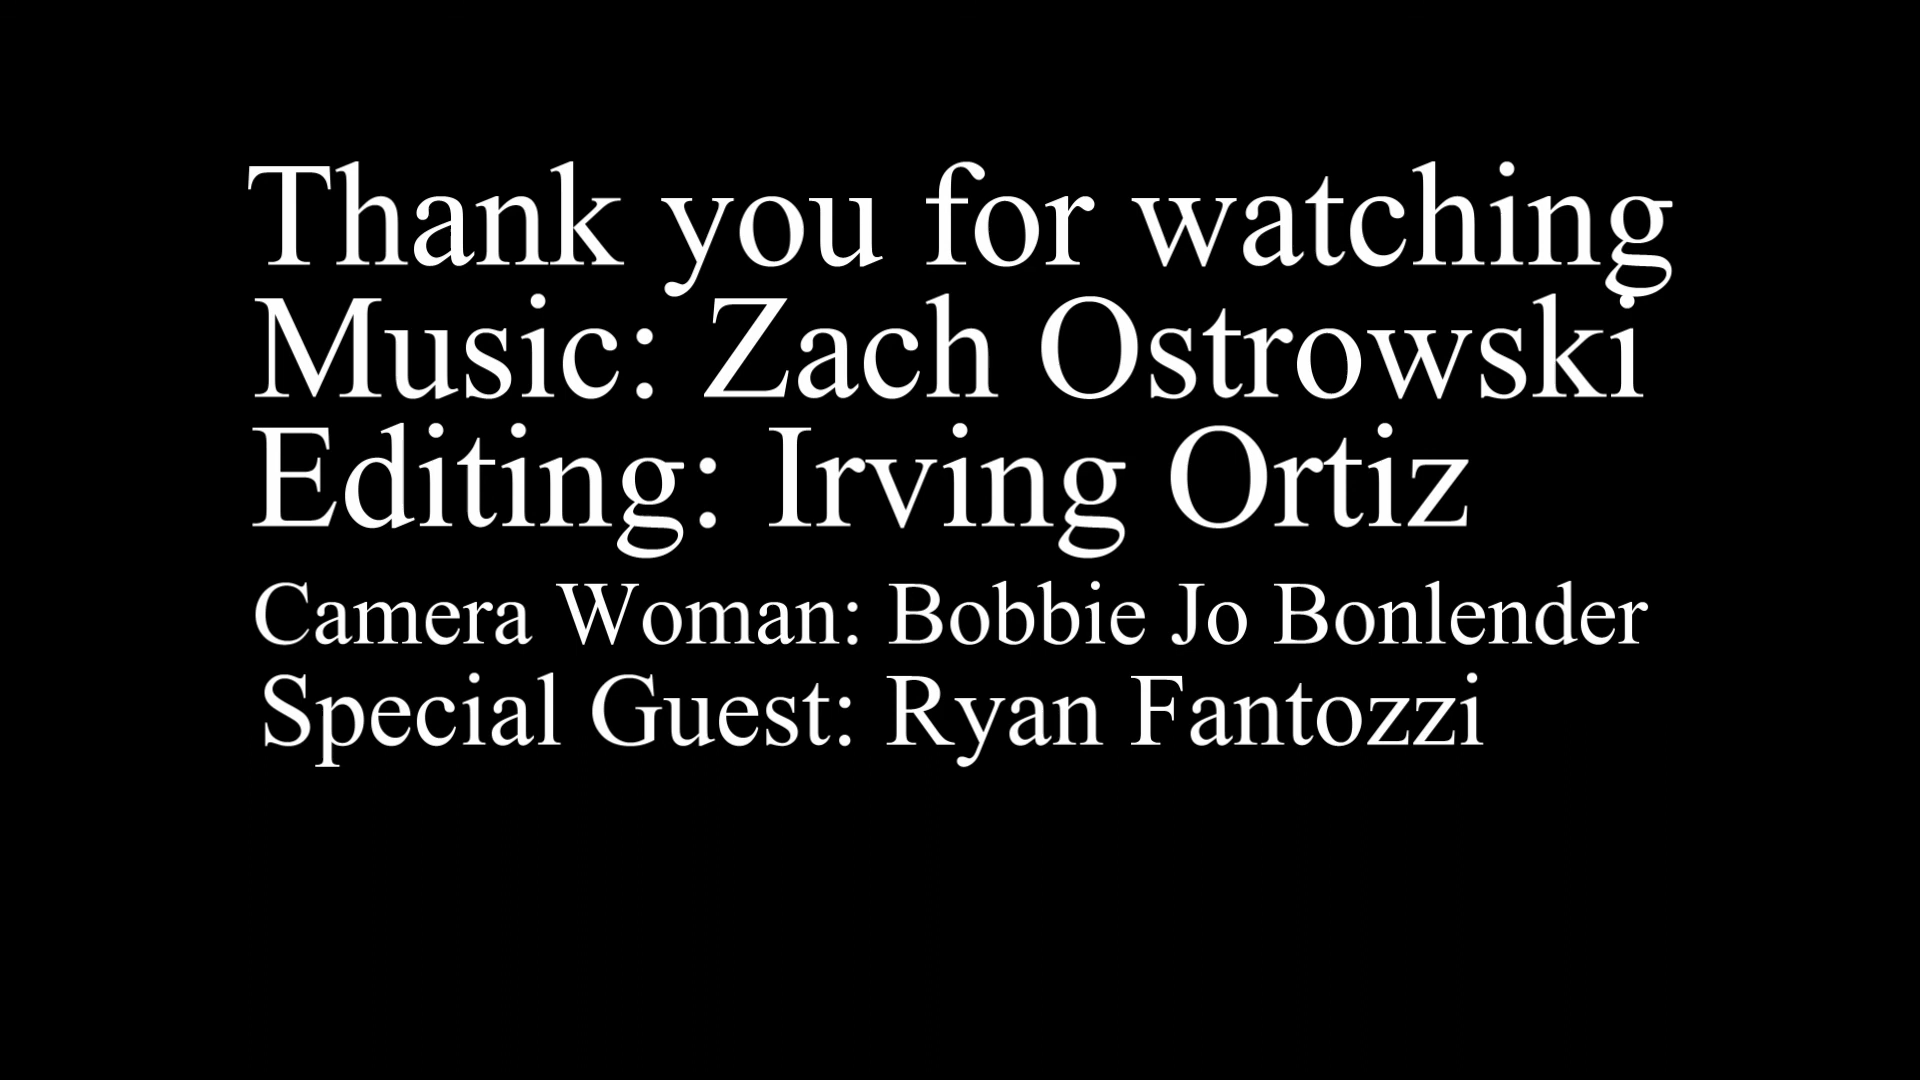 Thank you for watching
Music: Zach Ostrowski
Editing: Irving Ortiz
Camera Woman: Bobbie Jo Bonlender
Special Guest: Ryan Fantozzi